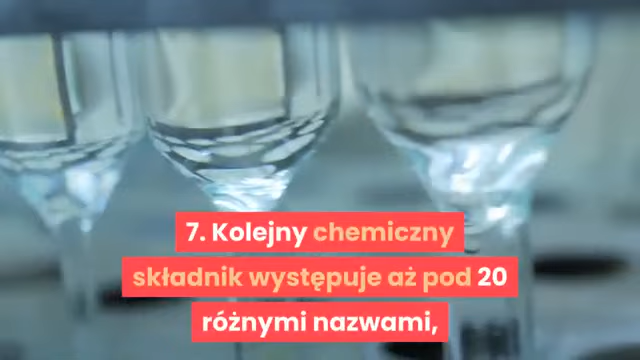 7. Kolejny chemiczny
składnik występuje aż pod 20
różnymi nazwami,